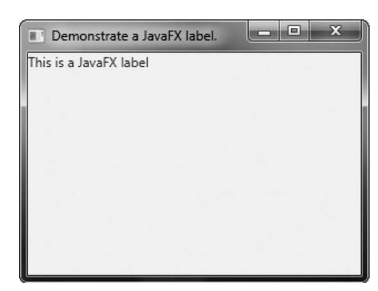 Demonstrate a JavaFX label.
This is a JavaFX label